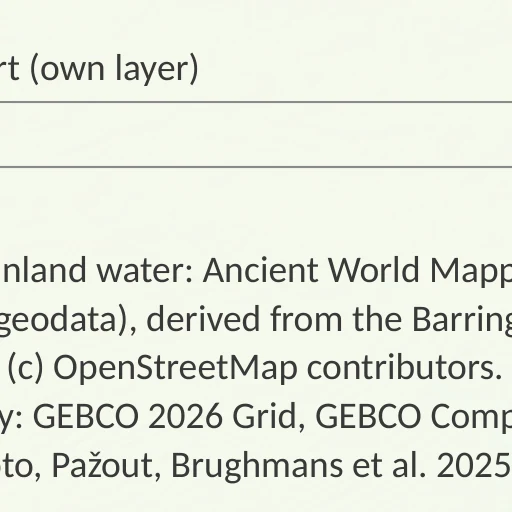 rt (own layer)
nland water: Ancient World Mapp
geodata), derived from the Barring
(c) OpenStreetMap contributors.
y: GEBCO 2026 Grid, GEBCO Comp
to, Pažout, Brughmans et al. 2025